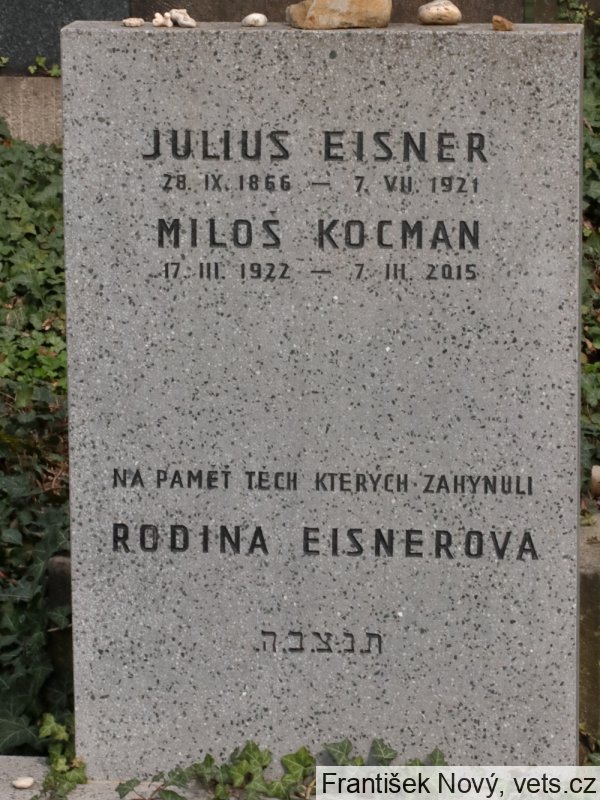 JULIUS EISNER
28. IX. 1866 — 7. VII. 1921
MILOŠ KOCMAN
17. III. 1922 — 7. III. 2015
NA PAMĚT TECH KTERÝCH ZAHYNULI
RODINA EISNEROVA
ת.נ.צ.ב.ה.
František Nový, vets.cz